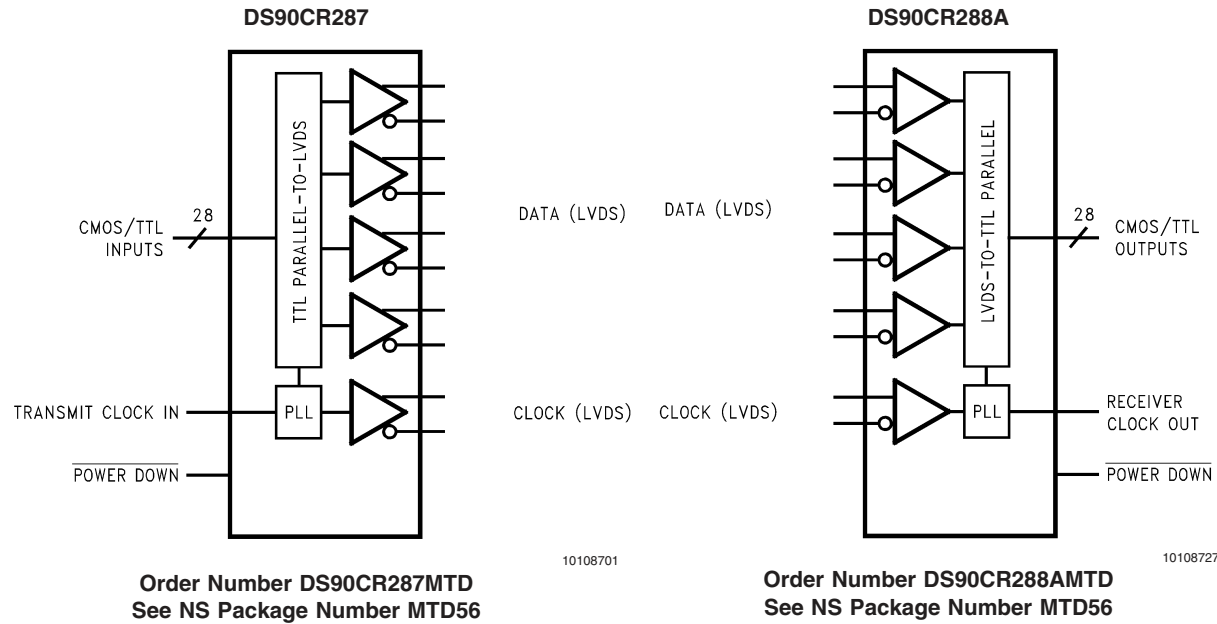 DS90CR287
28
CMOS/TTL
INPUTS
TTL PARALLEL-TO-LVDS
DATA (LVDS)
TRANSMIT CLOCK IN
PLL
CLOCK (LVDS)
POWER DOWN
10108701
Order Number DS90CR287MTD
See NS Package Number MTD56
DS90CR288A
DATA (LVDS)
LVDS-TO-TTL PARALLEL
28
CMOS/TTL
OUTPUTS
CLOCK (LVDS)
PLL
RECEIVER
CLOCK OUT
POWER DOWN
10108727
Order Number DS90CR288AMTD
See NS Package Number MTD56